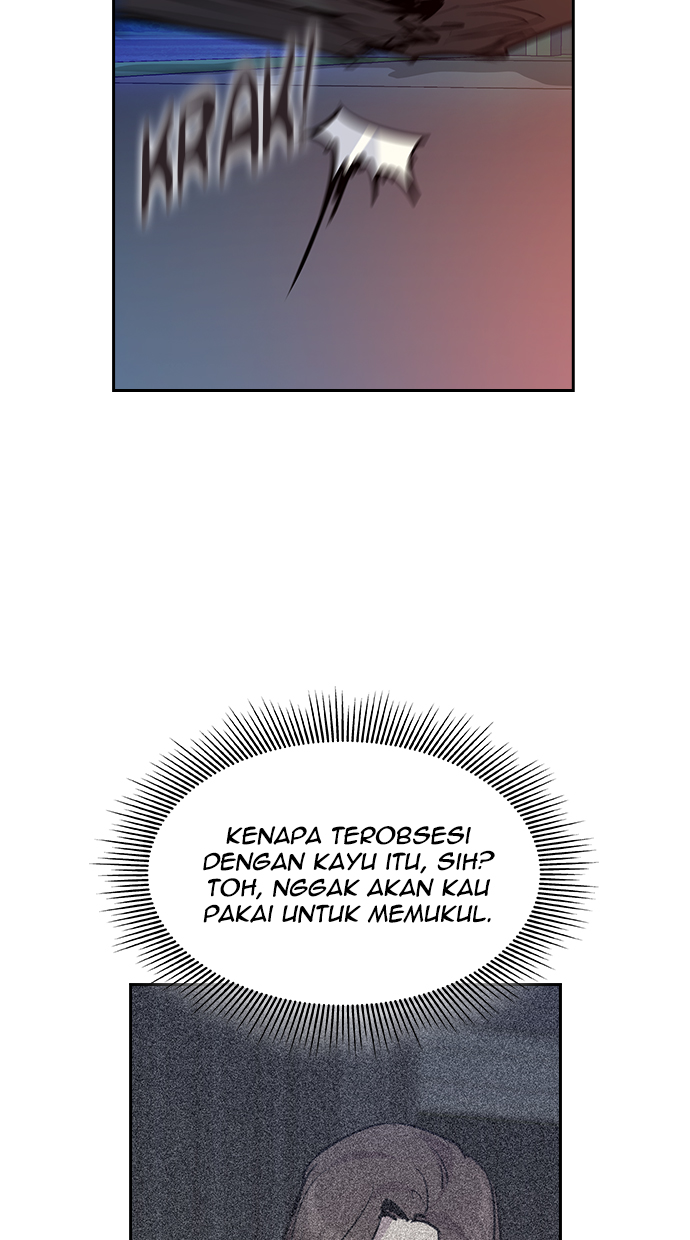 KRAK!
KENAPA TEROBSESI
DENGAN KAYU ITU, SIH?
TOH, NGGAK AKAN KAU
PAKAI UNTUK MEMUKUL.